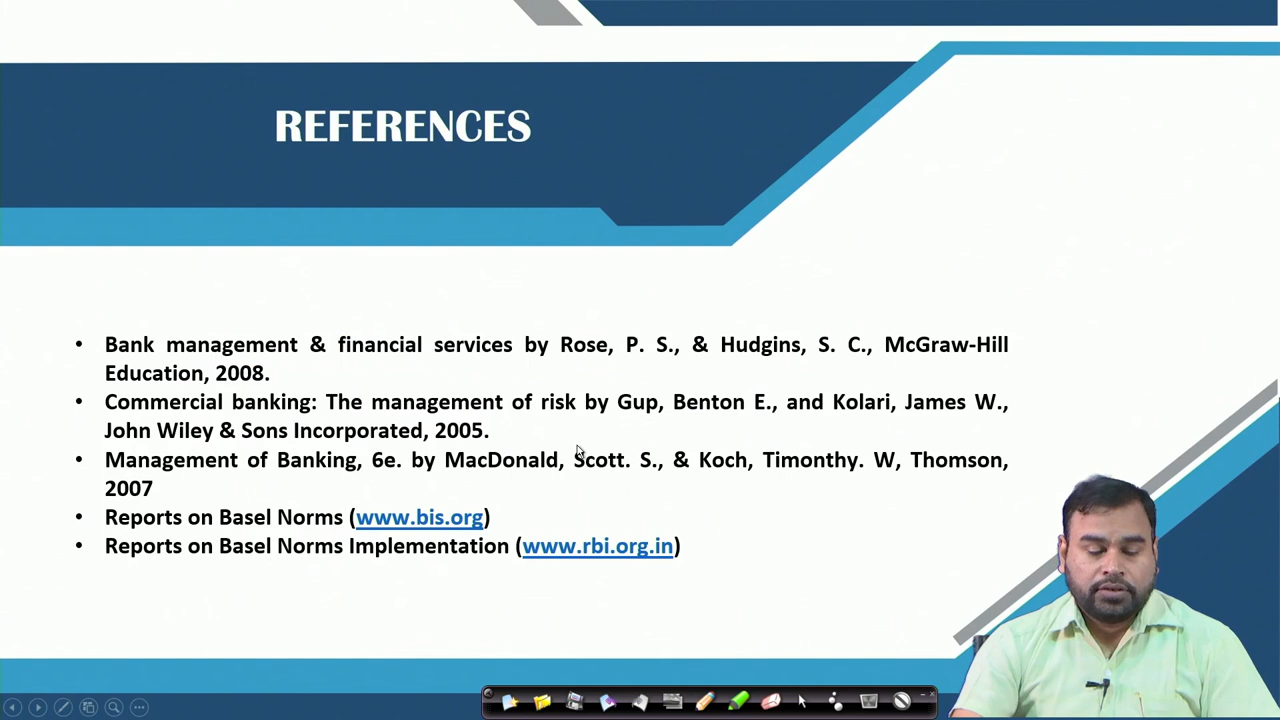 REFERENCES
• Bank management & financial services by Rose, P. S., & Hudgins, S. C., McGraw-Hill
Education, 2008.
• Commercial banking: The management of risk by Gup, Benton E., and Kolari, James W.,
John Wiley & Sons Incorporated, 2005.
• Management of Banking, 6e. by MacDonald, Scott. S., & Koch, Timonthy. W, Thomson,
2007
• Reports on Basel Norms (www.bis.org)
• Reports on Basel Norms Implementation (www.rbi.org.in)